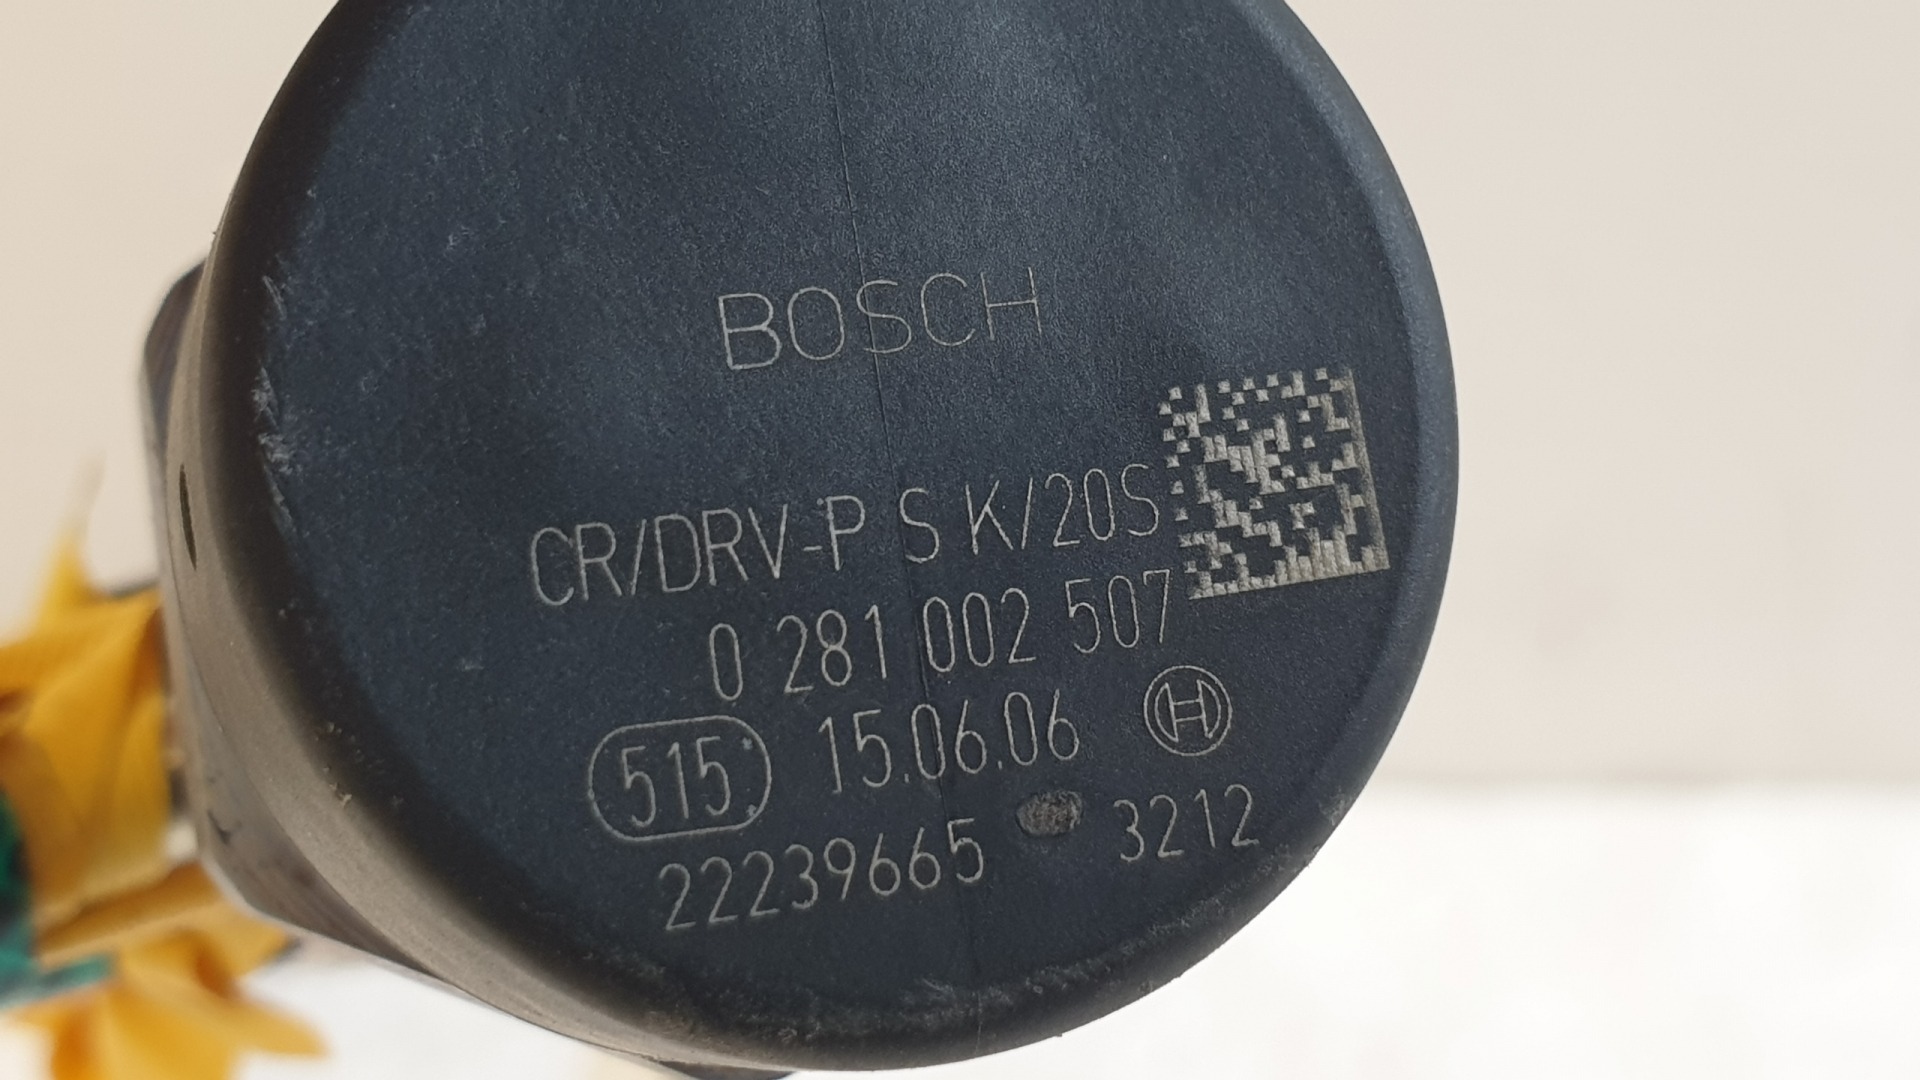 BOSCH
CR/DRV-P S K/20S
0 281 002 507
515 15.06.06 H
22239665 3212